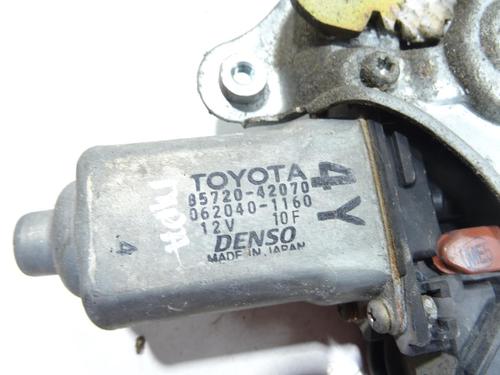 TOYOTA
85720-42070
062040-1160
12V 10F
DENSO
MADE IN JAPAN
4Y
4